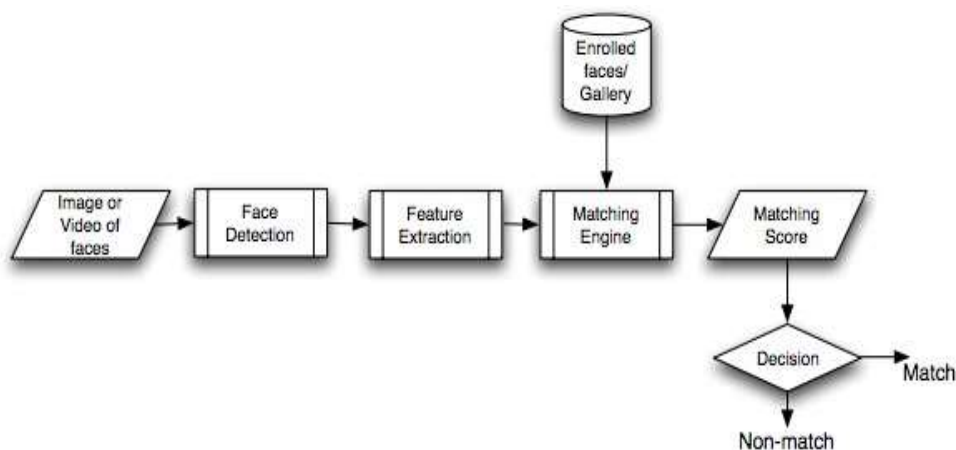 Enrolled
faces/
Gallery
Image or
Video of
faces
Face
Detection
Feature
Extraction
Matching
Engine
Matching
Score
Decision
Match
Non-match